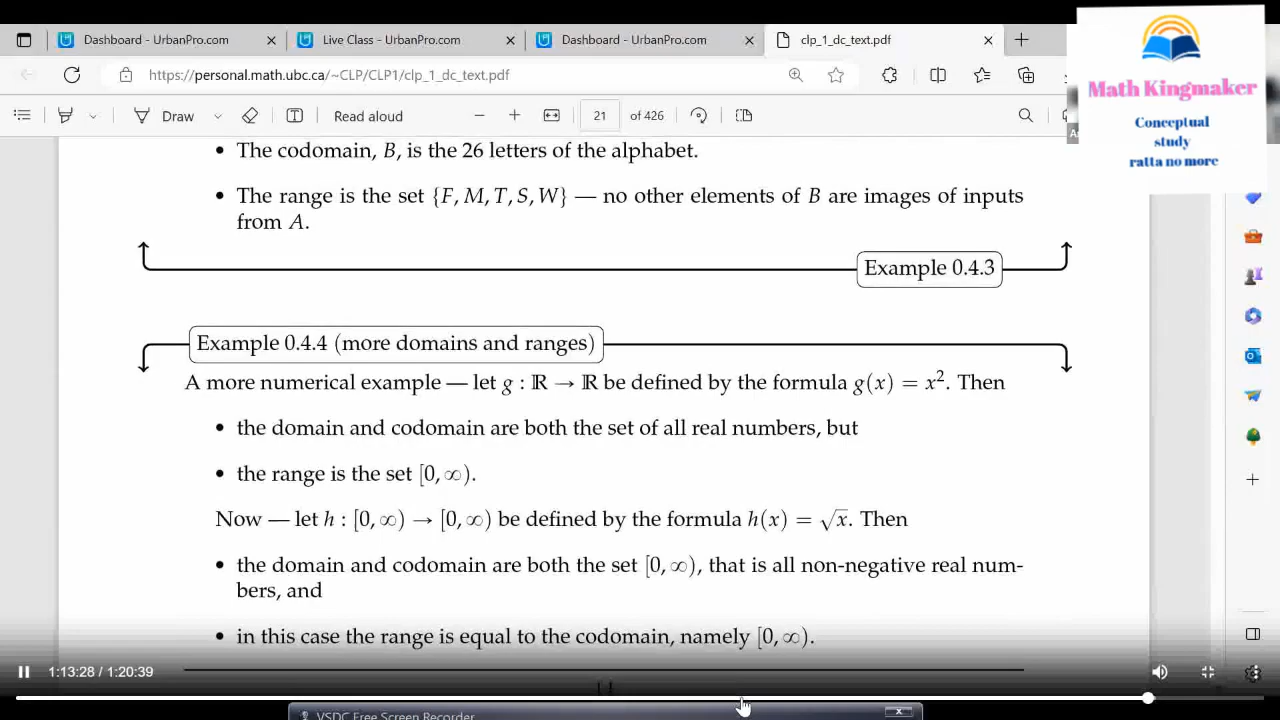 Dashboard - UrbanPro.com
Live Class - UrbanPro.com
Dashboard - UrbanPro.com
clp_1_dc_text.pdf
https://personal.math.ubc.ca/~CLP/CLP1/clp_1_dc_text.pdf
Draw
Read aloud
21
of 426
Math Kingmaker
Conceptual
study
ratta no more
• The codomain, B, is the 26 letters of the alphabet.
• The range is the set {F, M, T, S, W} — no other elements of B are images of inputs
from A.
Example 0.4.3
Example 0.4.4 (more domains and ranges)
A more numerical example — let g : ℝ → ℝ be defined by the formula g(x) = x². Then
• the domain and codomain are both the set of all real numbers, but
• the range is the set [0, ∞).
Now — let h : [0, ∞) → [0, ∞) be defined by the formula h(x) = √x. Then
• the domain and codomain are both the set [0, ∞), that is all non-negative real num-
bers, and
• in this case the range is equal to the codomain, namely [0, ∞).
1:13:28 / 1:20:39
VSDC Free Screen Recorder